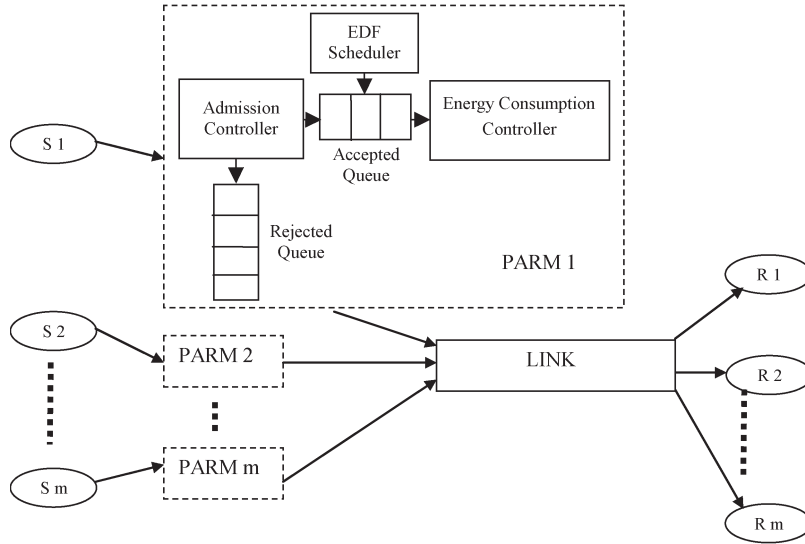 EDF
Scheduler
Admission
Controller
Energy Consumption
Controller
Accepted
Queue
S 1
Rejected
Queue
PARM 1
R 1
S 2
PARM 2
LINK
R 2
PARM m
S m
R m